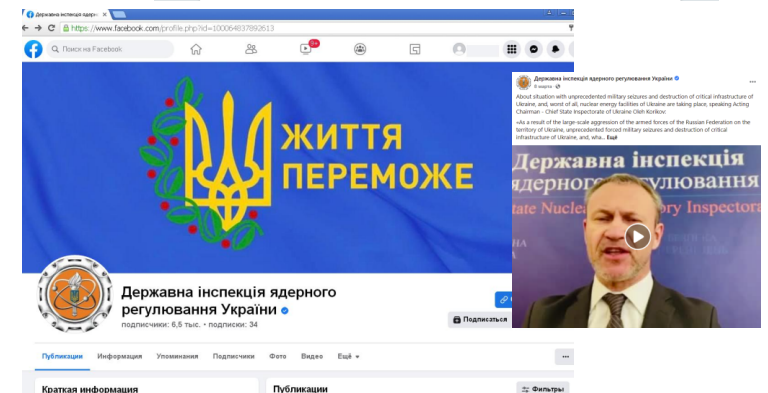 Державна інспекція ядерн
https://www.facebook.com/profile.php?id=100064837892613
Поиск на Facebook
9+
ЖИТТЯ
ПЕРЕМОЖЕ
Державна інспекція ядерного
регулювання України
подписчики: 6,5 тыс. • подписки: 34
Подписаться
Публикации Информация Упоминания Подписчики Фото Видео Ещё
Краткая информация
Публикации
Фильтры
Державна інспекція ядерного регулювання України
8 марта
About situation with unprecedented military seizures and destruction of critical infrastructure of
Ukraine, and, worst of all, nuclear energy facilities of Ukraine are taking place, speaking Acting
Chairman - Chief State Inspectorate of Ukraine Oleh Korikov:
«As a result of the large-scale aggression of the armed forces of the Russian Federation on the
territory of Ukraine, unprecedented forced military seizures and destruction of critical
infrastructure of Ukraine, and, wha... Ещё
Державна інспекція
ядерног улювання
tate Nucle ry Inspectora